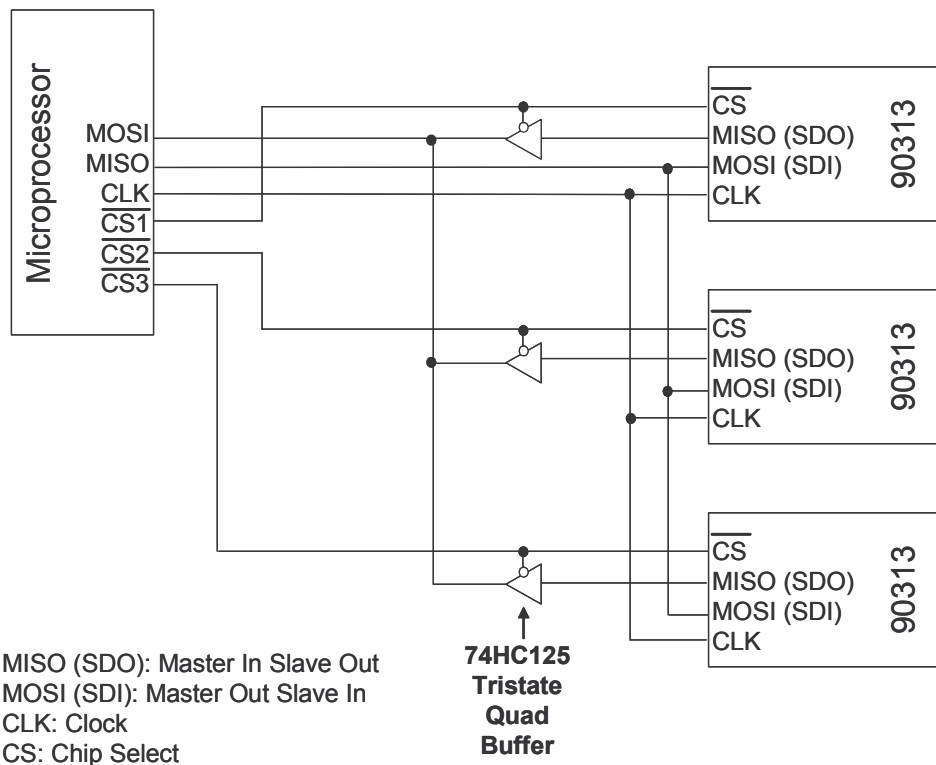 Microprocessor
MOSI
MISO
CLK
CS1
CS2
CS3
CS
MISO (SDO)
MOSI (SDI)
CLK
90313
CS
MISO (SDO)
MOSI (SDI)
CLK
90313
CS
MISO (SDO)
MOSI (SDI)
CLK
90313
74HC125
Tristate
Quad
Buffer
MISO (SDO): Master In Slave Out
MOSI (SDI): Master Out Slave In
CLK: Clock
CS: Chip Select